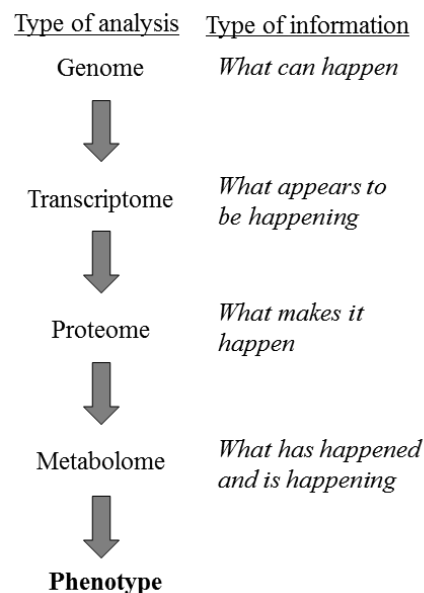 Type of analysis Type of information
Genome What can happen
Transcriptome What appears to
be happening
Proteome What makes it
happen
Metabolome What has happened
and is happening
Phenotype